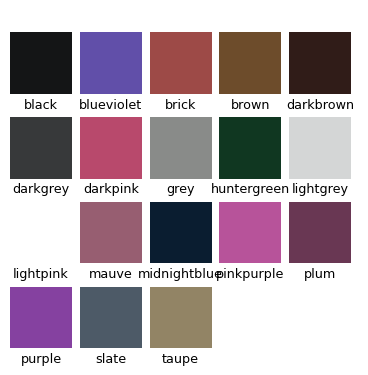 black blueviolet brick brown darkbrown
darkgrey darkpink grey huntergreen lightgrey
lightpink mauve midnightblue pinkpurple plum
purple slate taupe